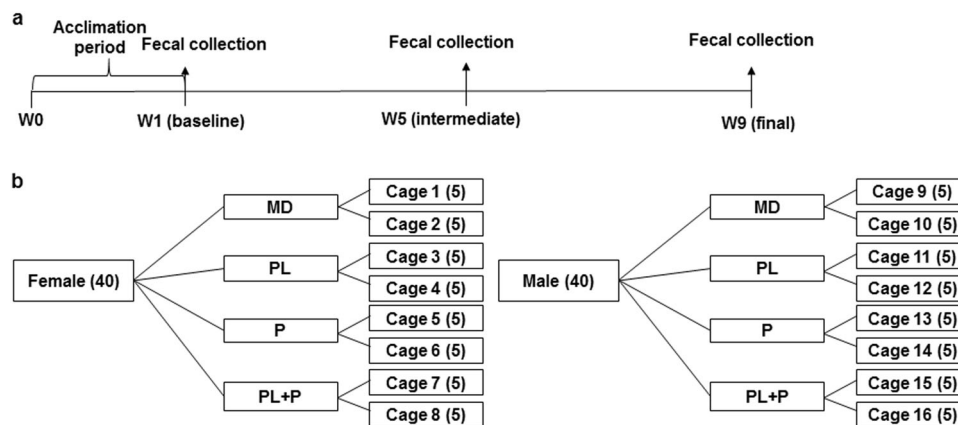 a
Acclimation
period
Fecal collection
Fecal collection
Fecal collection
W0
W1 (baseline)
W5 (intermediate)
W9 (final)
b
Female (40)
MD
PL
P
PL+P
Cage 1 (5)
Cage 2 (5)
Cage 3 (5)
Cage 4 (5)
Cage 5 (5)
Cage 6 (5)
Cage 7 (5)
Cage 8 (5)
Male (40)
MD
PL
P
PL+P
Cage 9 (5)
Cage 10 (5)
Cage 11 (5)
Cage 12 (5)
Cage 13 (5)
Cage 14 (5)
Cage 15 (5)
Cage 16 (5)